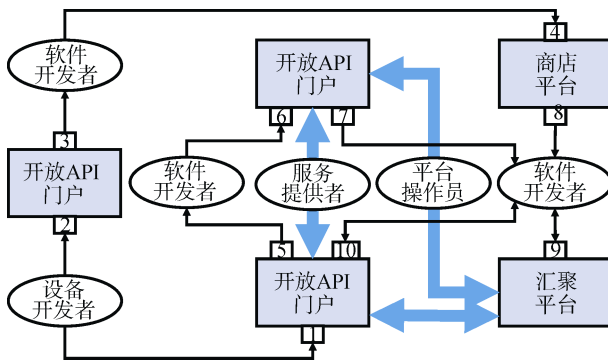 软件
开发者
4
商店
平台
8
开放API
门户
6
7
3
开放API
门户
2
软件
开发者
服务
提供者
平台
操作员
软件
开发者
5
10
9
设备
开发者
开放API
门户
1
汇聚
平台